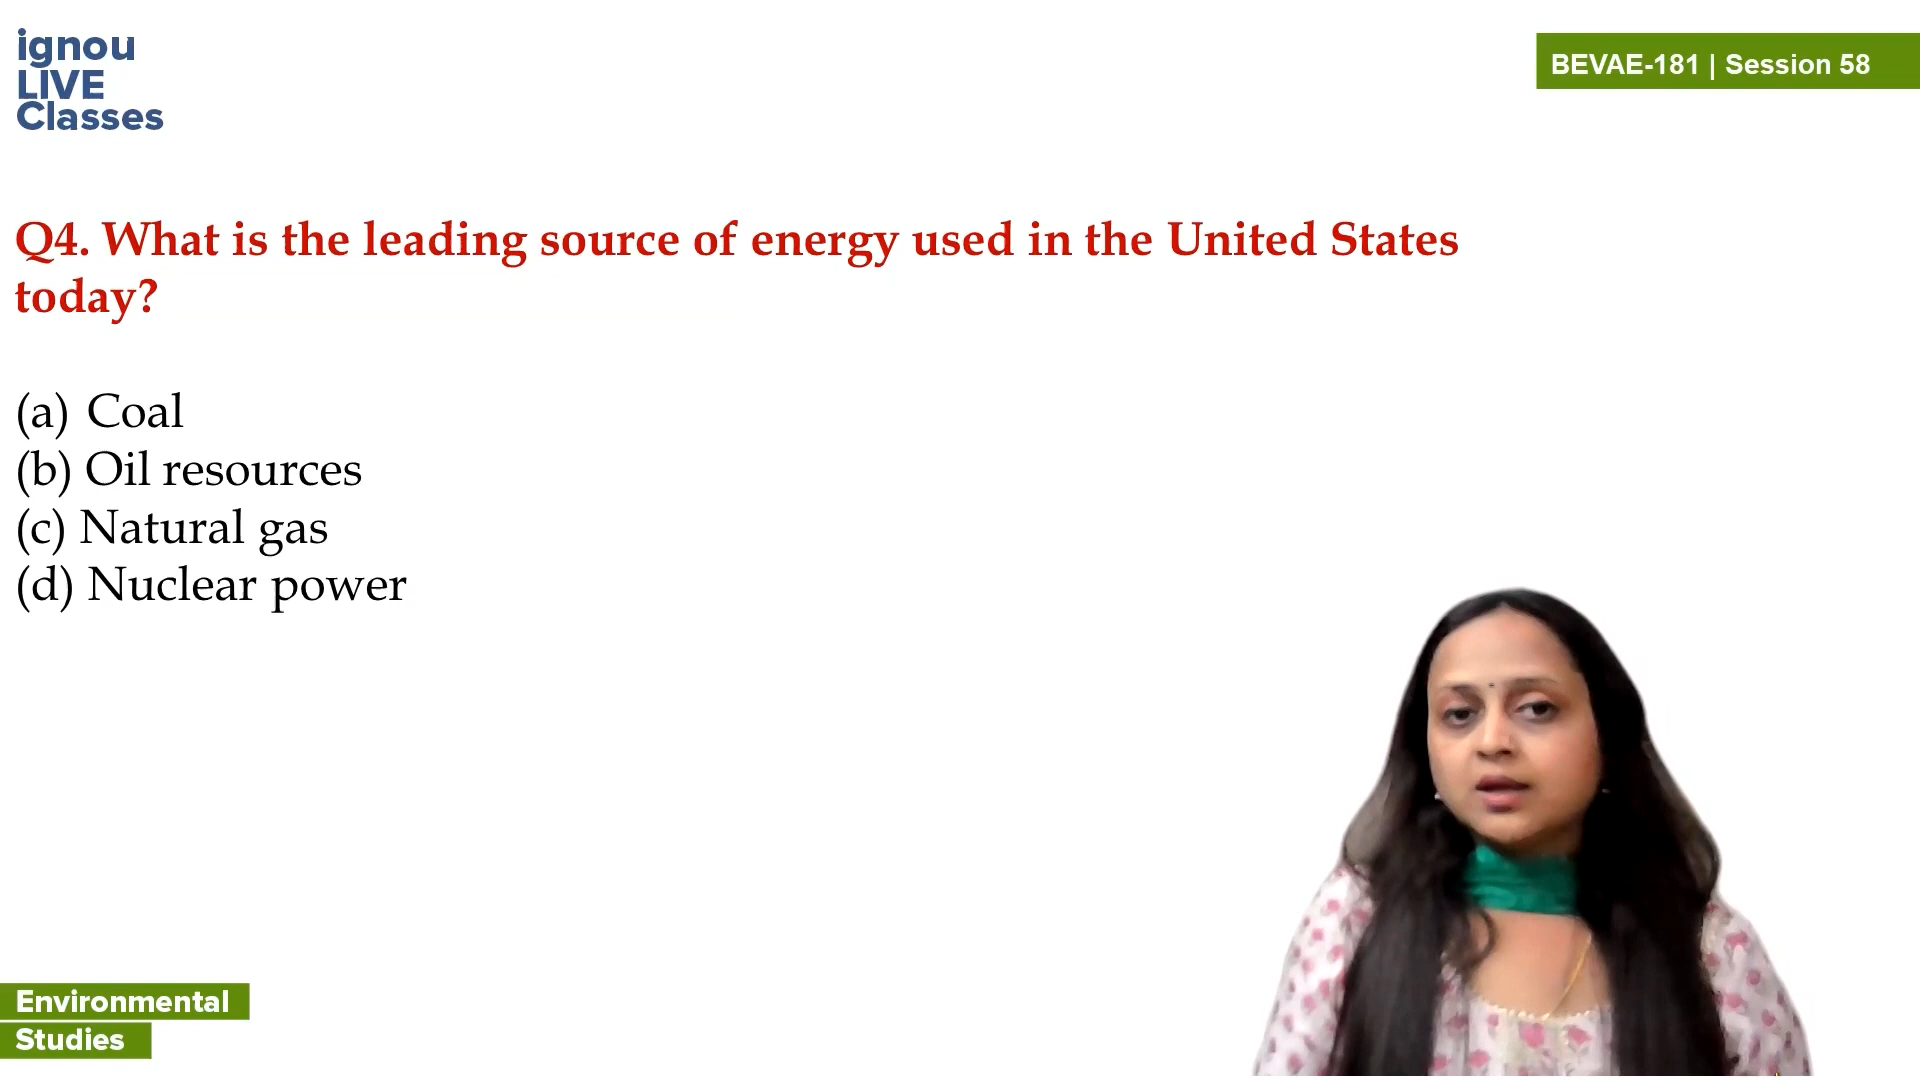 ignou
LIVE
Classes
BEVAE-181 | Session 58
Q4. What is the leading source of energy used in the United States
today?
(a) Coal
(b) Oil resources
(c) Natural gas
(d) Nuclear power
Environmental
Studies